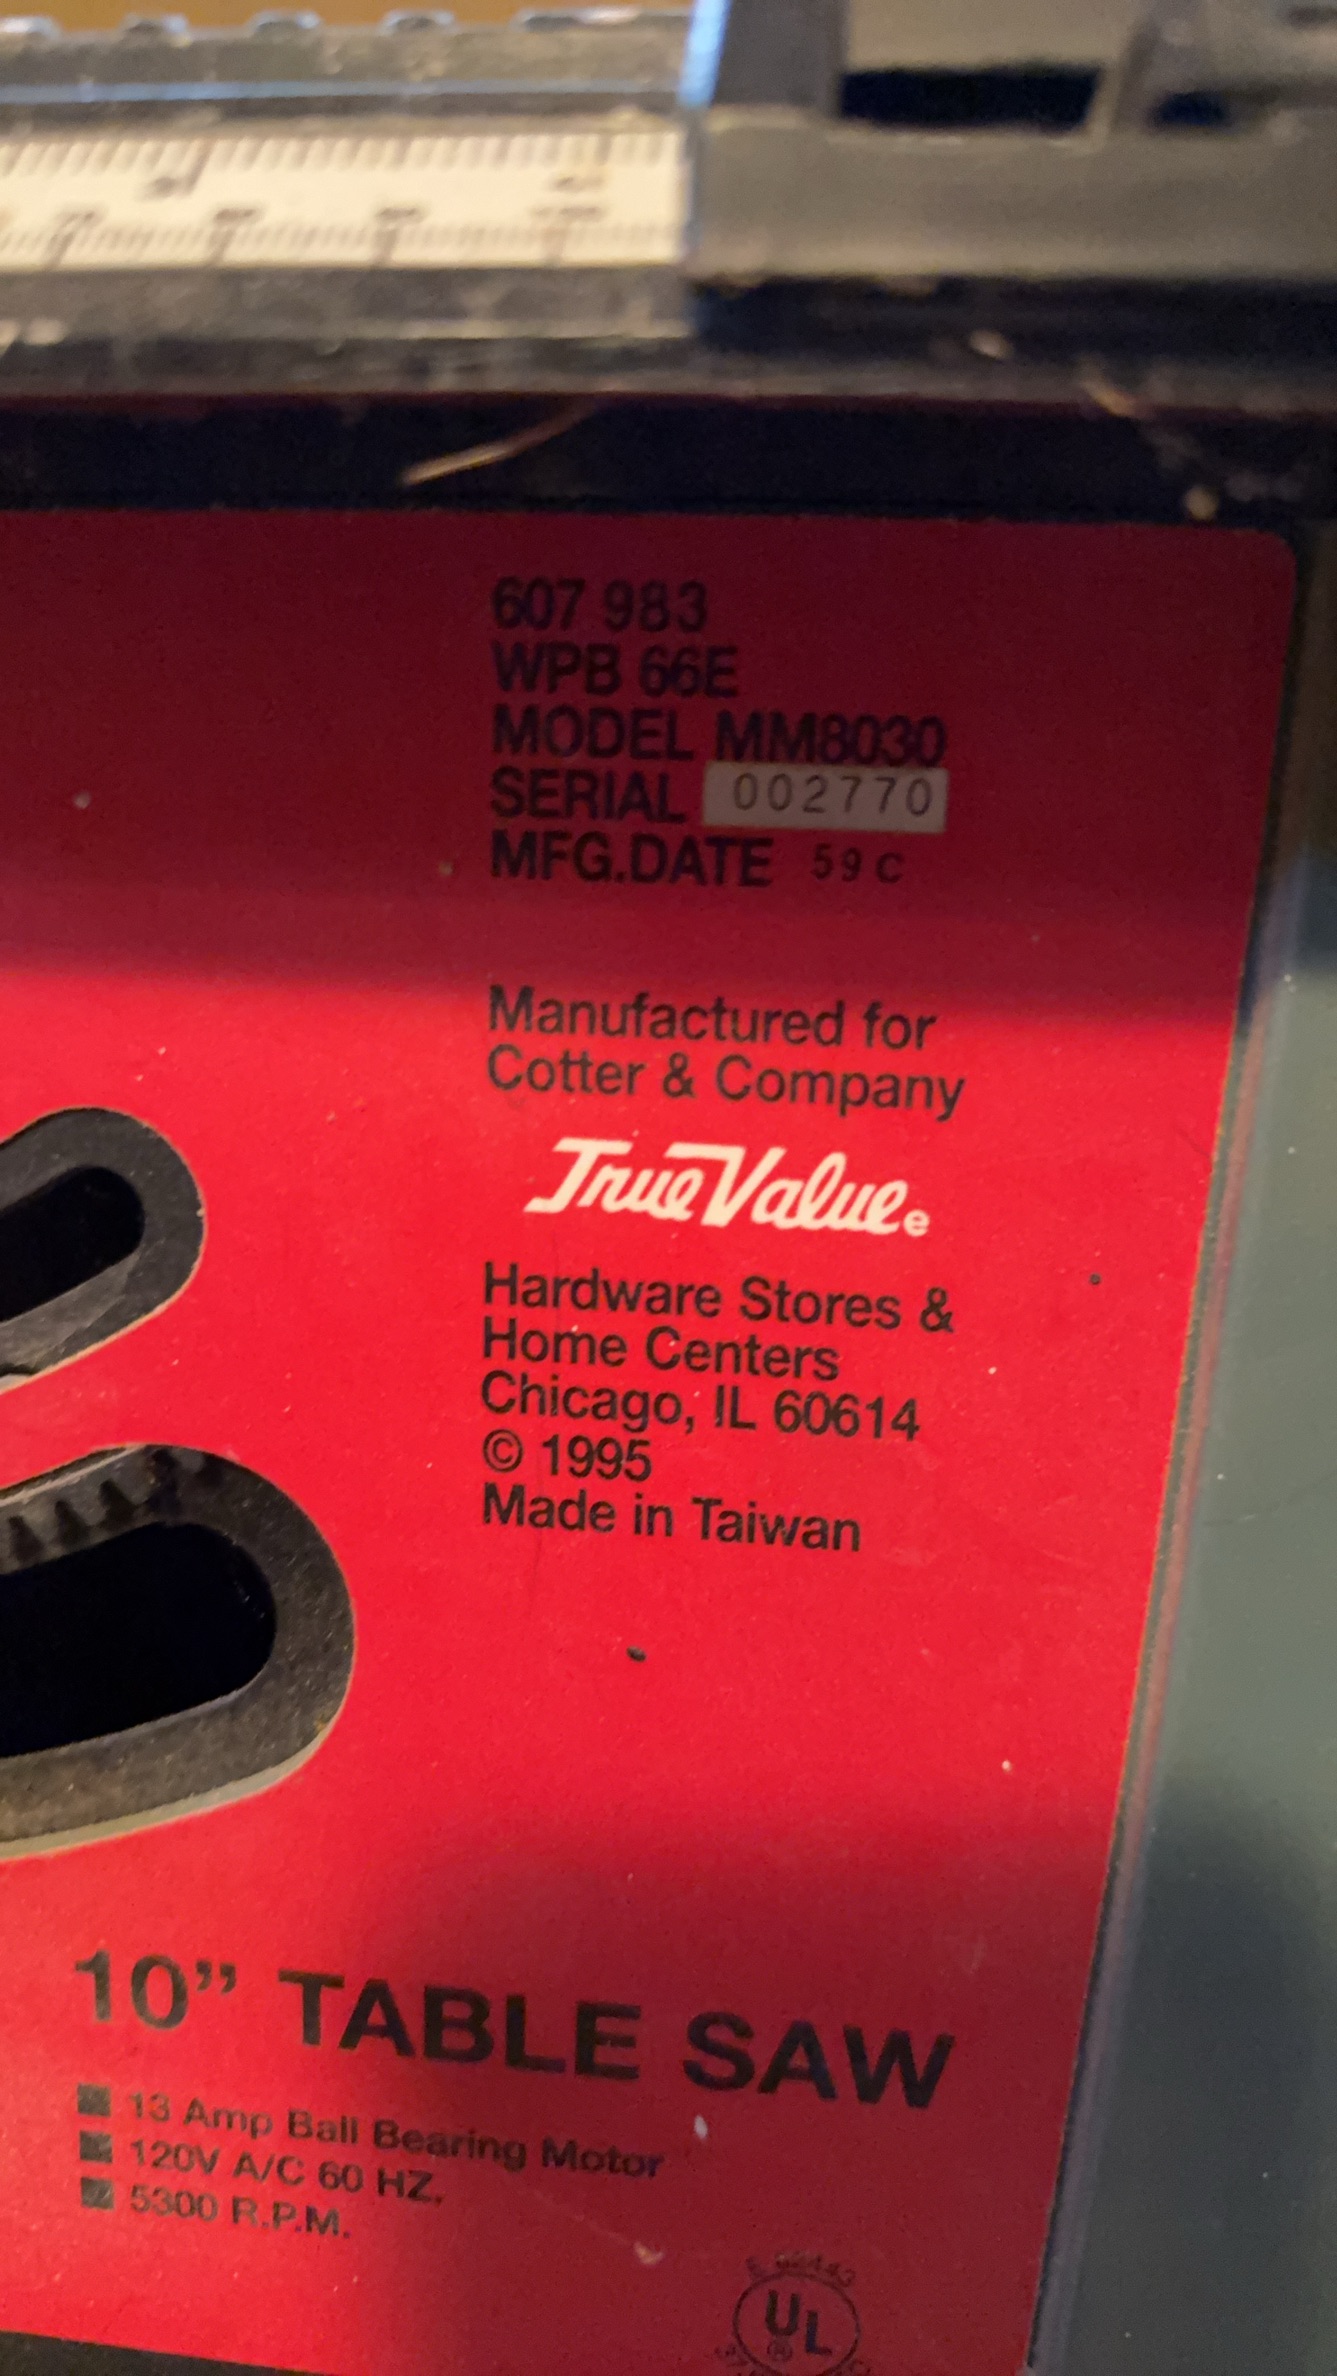 607 983
WPB 66E
MODEL MM8030
SERIAL 002770
MFG.DATE 59C
Manufactured for
Cotter & Company
True Value®
Hardware Stores &
Home Centers
Chicago, IL 60614
© 1995
Made in Taiwan
10” TABLE SAW
13 Amp Ball Bearing Motor
120V A/C 60 HZ.
5300 R.P.M.
UL
®